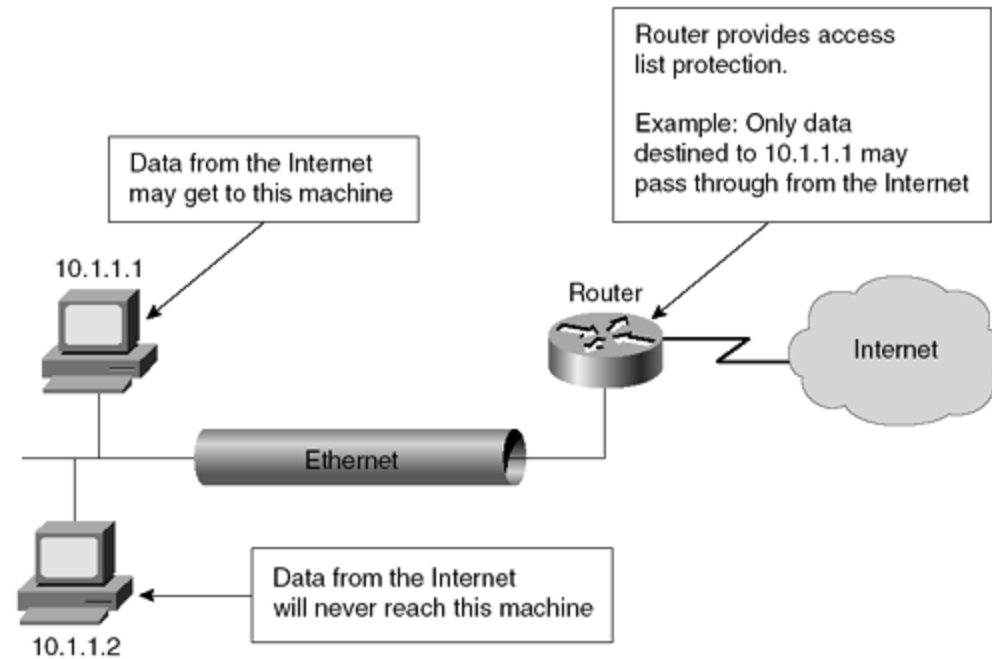 Router provides access
list protection.
Example: Only data
destined to 10.1.1.1 may
pass through from the Internet
Data from the Internet
may get to this machine
10.1.1.1
Router
Internet
Ethernet
Data from the Internet
will never reach this machine
10.1.1.2